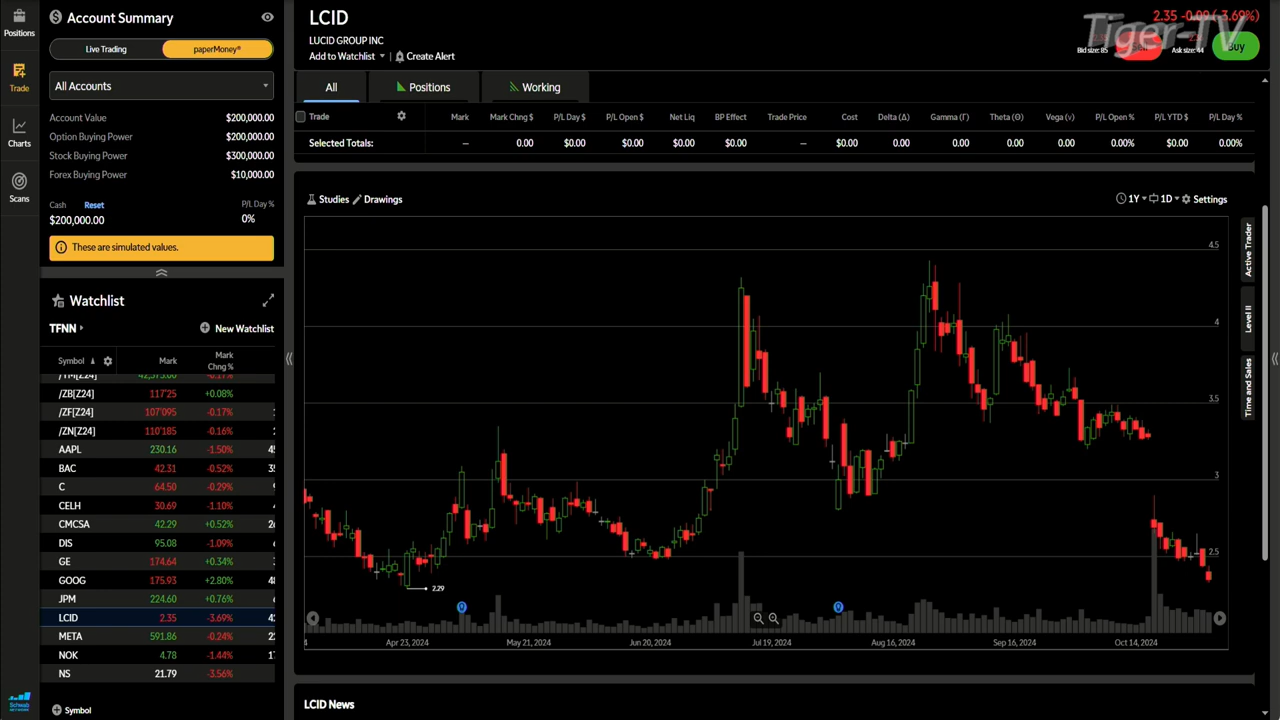 Positions
Trade
Charts
Scans
Schwab
NETWORK
Account Summary
Live Trading
paperMoney®
All Accounts
Account Value $200,000.00
Option Buying Power $200,000.00
Stock Buying Power $300,000.00
Forex Buying Power $10,000.00
Cash Reset P/L Day %
$200,000.00 0%
These are simulated values.
Watchlist
TFNN New Watchlist
Symbol Mark Mark Chng %
/YM[Z24] -0.17%
/ZB[Z24] 117'25 +0.08%
/ZF[Z24] 107'095 -0.17%
/ZN[Z24] 110'185 -0.16%
AAPL 230.16 -1.50%
BAC 42.31 -0.52%
C 64.50 -0.29%
CELH 30.69 -1.10%
CMCSA 42.29 +0.52%
DIS 95.08 -1.09%
GE 174.64 +0.34%
GOOG 175.93 +2.80%
JPM 224.60 +0.76%
LCID 2.35 -3.69%
META 591.86 -0.24%
NOK 4.78 -1.44%
NS 21.79 -3.56%
Symbol
LCID
LUCID GROUP INC
Add to Watchlist Create Alert
2.35 -0.09 (-3.69%)
Tiger-TV
Bid size: 85 Sell Ask size: 44 Buy
All Positions Working
Trade Mark Mark Chng $ P/L Day $ P/L Open $ Net Liq BP Effect Trade Price Cost Delta (Δ) Gamma (Γ) Theta (Θ) Vega (ν) P/L Open % P/L YTD $ P/L Day %
Selected Totals: – 0.00 $0.00 $0.00 $0.00 $0.00 – $0.00 0.00 0.00 0.00 0.00 0.00% $0.00 0.00%
Studies Drawings 1Y 1D Settings
4.5
4
3.5
3
2.5
2.29
Apr 23, 2024 May 21, 2024 Jun 20, 2024 Jul 19, 2024 Aug 16, 2024 Sep 16, 2024 Oct 14, 2024
Active Trader
Level II
Time and Sales
LCID News